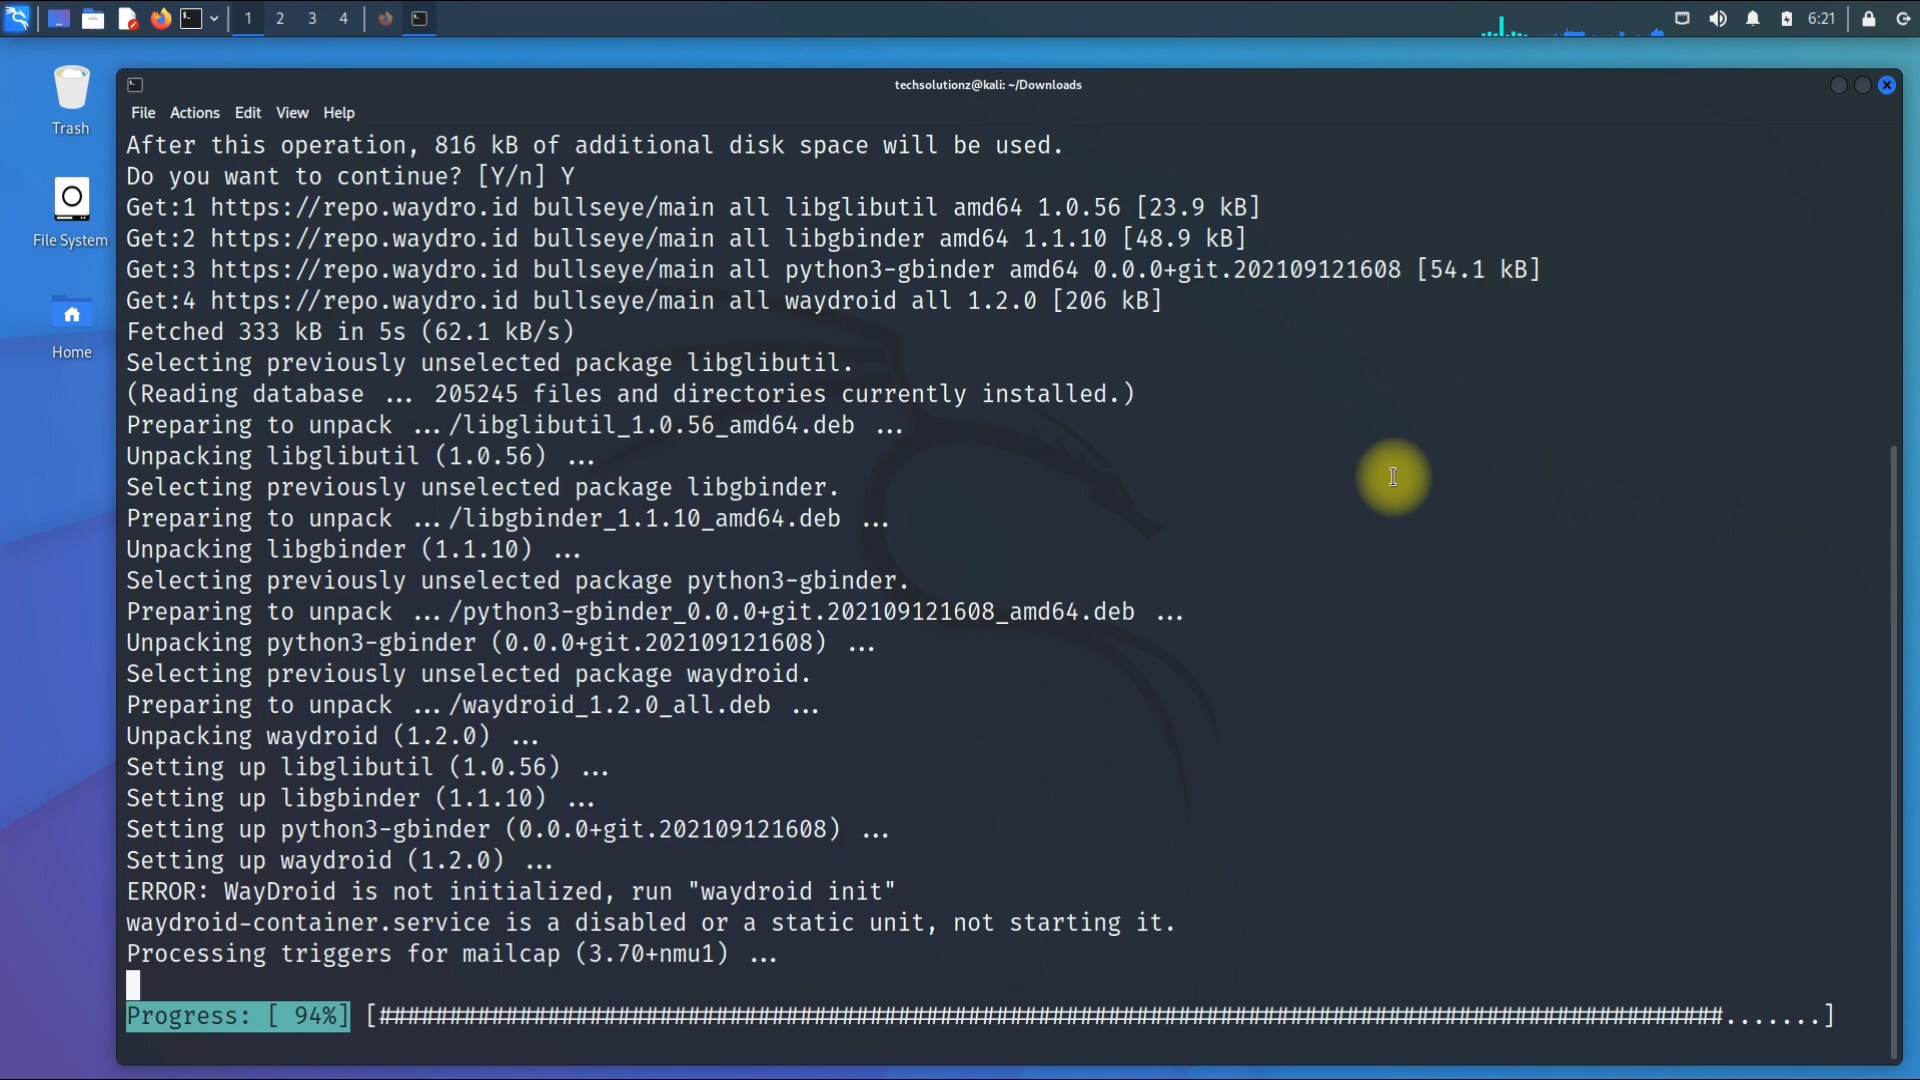 1 2 3 4 6:21
Trash
File System
Home
techsolutionz@kali: ~/Downloads
File Actions Edit View Help
After this operation, 816 kB of additional disk space will be used.
Do you want to continue? [Y/n] Y
Get:1 https://repo.waydro.id bullseye/main all libglibutil amd64 1.0.56 [23.9 kB]
Get:2 https://repo.waydro.id bullseye/main all libgbinder amd64 1.1.10 [48.9 kB]
Get:3 https://repo.waydro.id bullseye/main all python3-gbinder amd64 0.0.0+git.202109121608 [54.1 kB]
Get:4 https://repo.waydro.id bullseye/main all waydroid all 1.2.0 [206 kB]
Fetched 333 kB in 5s (62.1 kB/s)
Selecting previously unselected package libglibutil.
(Reading database ... 205245 files and directories currently installed.)
Preparing to unpack .../libglibutil_1.0.56_amd64.deb ...
Unpacking libglibutil (1.0.56) ...
Selecting previously unselected package libgbinder.
Preparing to unpack .../libgbinder_1.1.10_amd64.deb ...
Unpacking libgbinder (1.1.10) ...
Selecting previously unselected package python3-gbinder.
Preparing to unpack .../python3-gbinder_0.0.0+git.202109121608_amd64.deb ...
Unpacking python3-gbinder (0.0.0+git.202109121608) ...
Selecting previously unselected package waydroid.
Preparing to unpack .../waydroid_1.2.0_all.deb ...
Unpacking waydroid (1.2.0) ...
Setting up libglibutil (1.0.56) ...
Setting up libgbinder (1.1.10) ...
Setting up python3-gbinder (0.0.0+git.202109121608) ...
Setting up waydroid (1.2.0) ...
ERROR: WayDroid is not initialized, run "waydroid init"
waydroid-container.service is a disabled or a static unit, not starting it.
Processing triggers for mailcap (3.70+nmu1) ...
Progress: [ 94%] [################################################################################################.......]